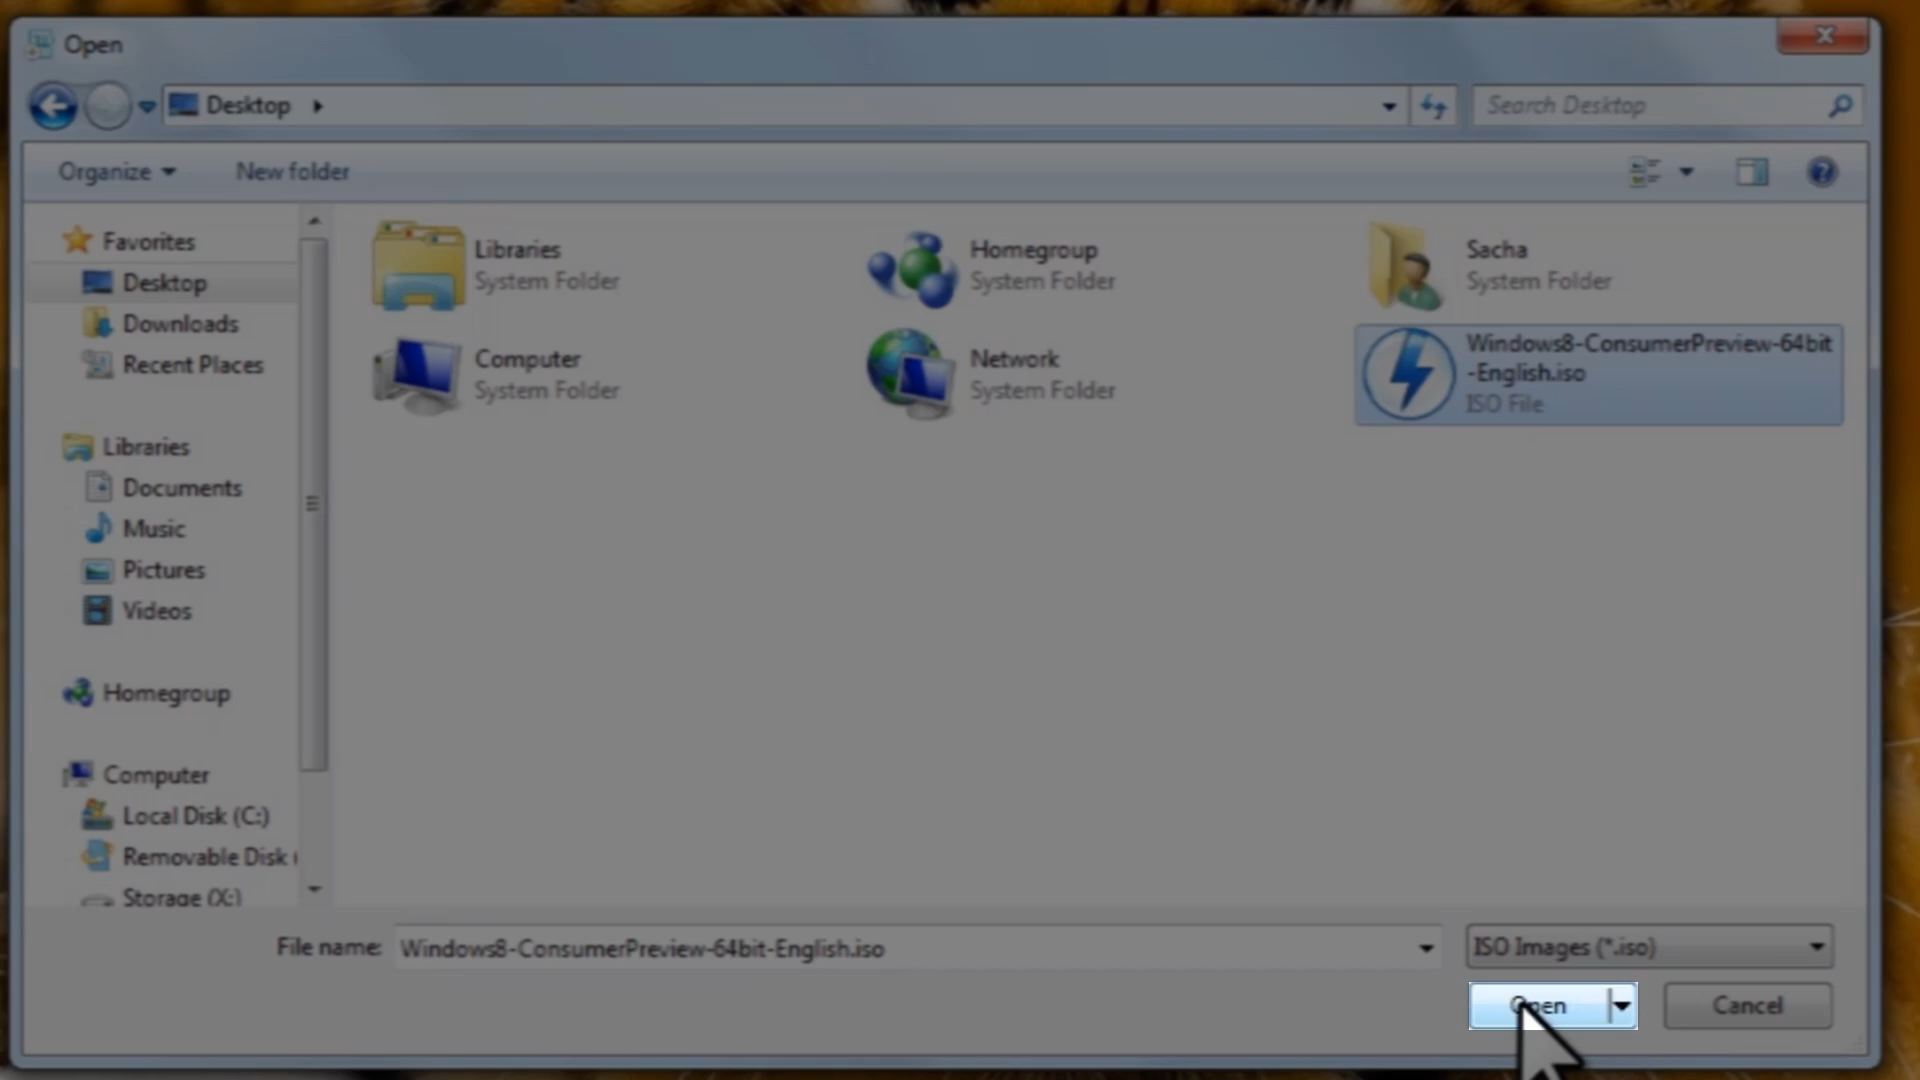 Open
Desktop
Search Desktop
Organize
New folder
Favorites
Desktop
Downloads
Recent Places
Libraries
Documents
Music
Pictures
Videos
Homegroup
Computer
Local Disk (C:)
Removable Disk
Storage (X:)
Libraries
System Folder
Homegroup
System Folder
Sacha
System Folder
Computer
System Folder
Network
System Folder
Windows8-ConsumerPreview-64bit
-English.iso
ISO File
File name: Windows8-ConsumerPreview-64bit-English.iso
ISO Images (*.iso)
Open
Cancel